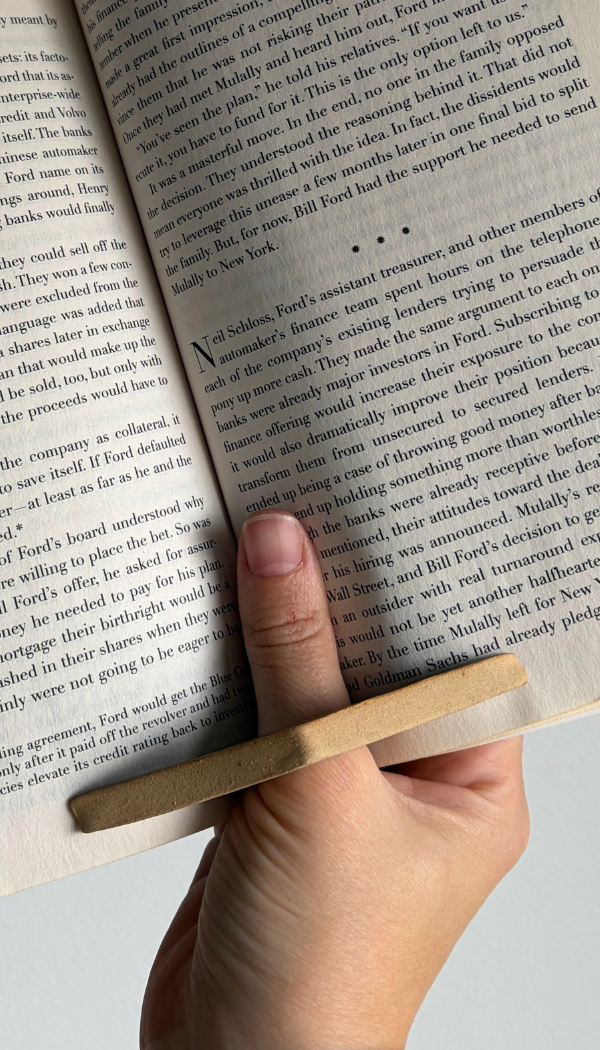 y meant by
sets: its facto-
ord that its as-
nterprise-wide
redit and Volvo
itself. The banks
hinese automaker
Ford name on its
ngs around, Henry
g banks would finally
they could sell off the
sh. They won a few con-
were excluded from the
language was added that
a shares later in exchange
an that would make up the
l be sold, too, but only with
the proceeds would have to
the company as collateral, it
to save itself. If Ford defaulted
er—at least as far as he and the
ed.*
of Ford's board understood why
re willing to place the bet. So was
ll Ford's offer, he asked for assur-
oney he needed to pay for his plan.
mortgage their birthright would be a
ashed in their shares when they were
inly were not going to be eager to be
ling agreement, Ford would get the Blue
only after it paid off the revolver and had
cies elevate its credit rating back to
his finance
telling the family
member when he presen
made a great first impression,
already had the outlines of a compelling
vince them that he was not risking their
Once they had met Mulally and heard him out, Ford
"You've seen the plan," he told his relatives. "If you want
ecute it, you have to fund for it. This is the only option left to us."
It was a masterful move. In the end, no one in the family opposed
the decision. They understood the reasoning behind it. That did not
mean everyone was thrilled with the idea. In fact, the dissidents would
try to leverage this unease a few months later in one final bid to split
the family. But, for now, Bill Ford had the support he needed to send
Mulally to New York.
* * *
Neil Schloss, Ford's assistant treasurer, and other members of
automaker's finance team spent hours on the telephone
each of the company's existing lenders trying to persuade th
pony up more cash. They made the same argument to each on
banks were already major investors in Ford. Subscribing to
finance offering would increase their exposure to the com
it would also dramatically improve their position becau
transform them from unsecured to secured lenders.
ended up being a case of throwing good money after ba
end up holding something more than worthles
h the banks were already receptive before
mentioned, their attitudes toward the deal
r his hiring was announced. Mulally's re
Wall Street, and Bill Ford's decision to ge
n an outsider with real turnaround exp
is would not be yet another halfhearte
aker. By the time Mulally left for New Y
d Goldman Sachs had already pledg